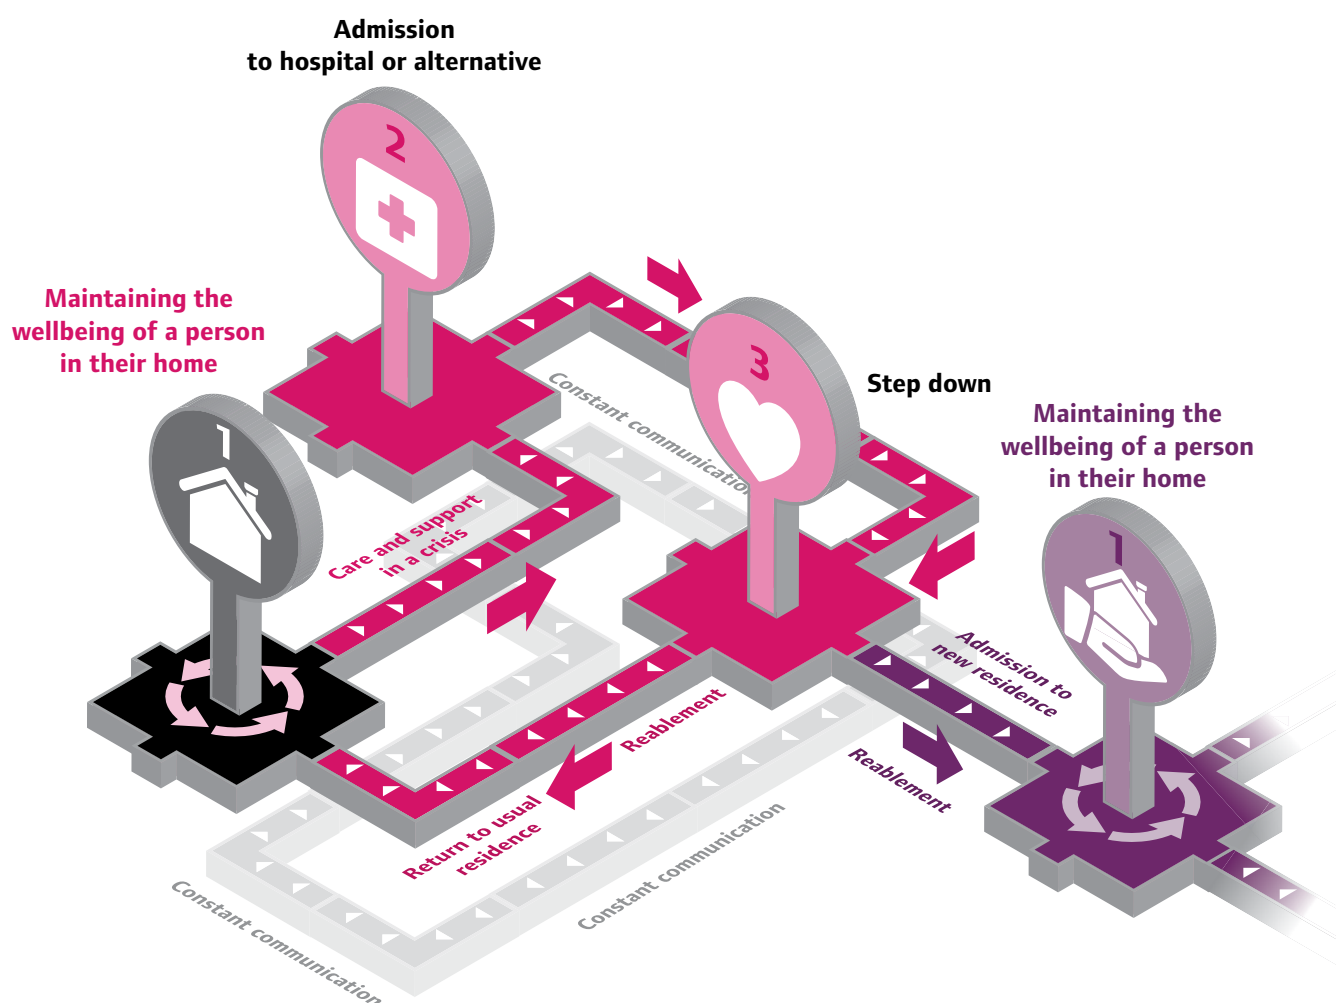 Admission
to hospital or alternative
2
Maintaining the
wellbeing of a person
in their home
1
3
Step down
Constant communication
Care and support
in a crisis
Maintaining the
wellbeing of a person
in their home
1
Admission to
new residence
Reablement
Reablement
Return to usual
residence
Constant communication
Constant communication